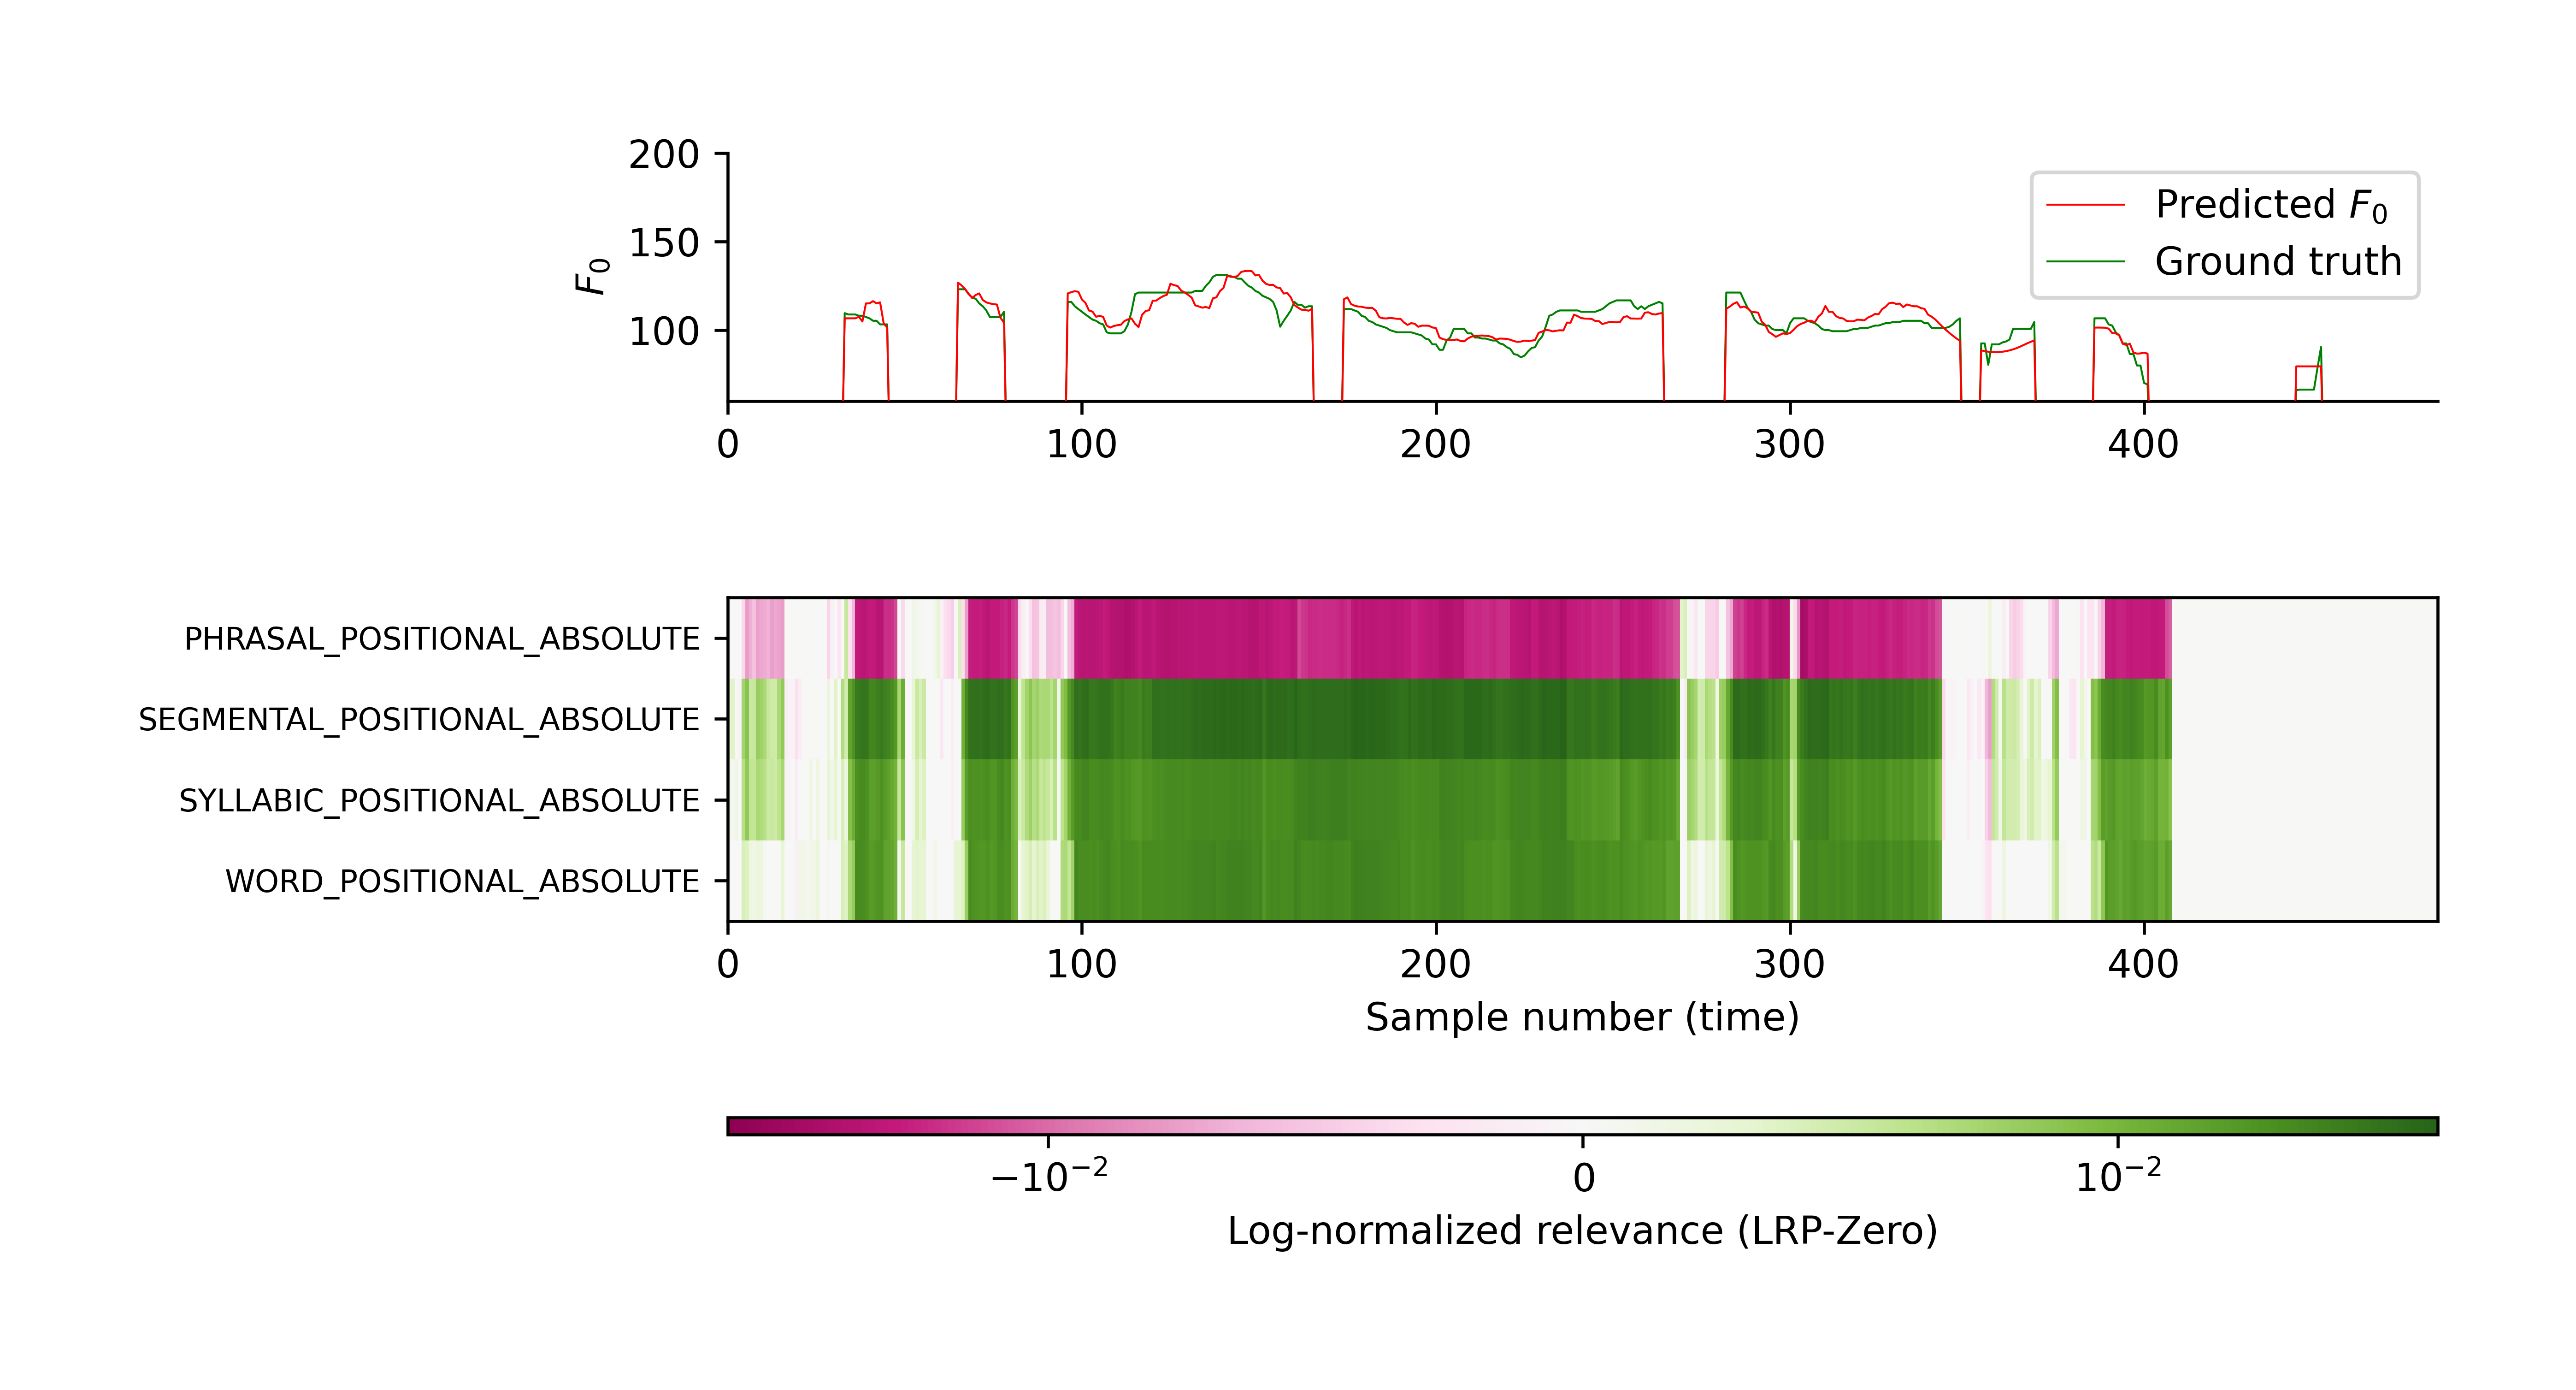 200
150
100
F0
Predicted F0
Ground truth
0 100 200 300 400
PHRASAL_POSITIONAL_ABSOLUTE
SEGMENTAL_POSITIONAL_ABSOLUTE
SYLLABIC_POSITIONAL_ABSOLUTE
WORD_POSITIONAL_ABSOLUTE
0 100 200 300 400
Sample number (time)
−10⁻² 0 10⁻²
Log-normalized relevance (LRP-Zero)